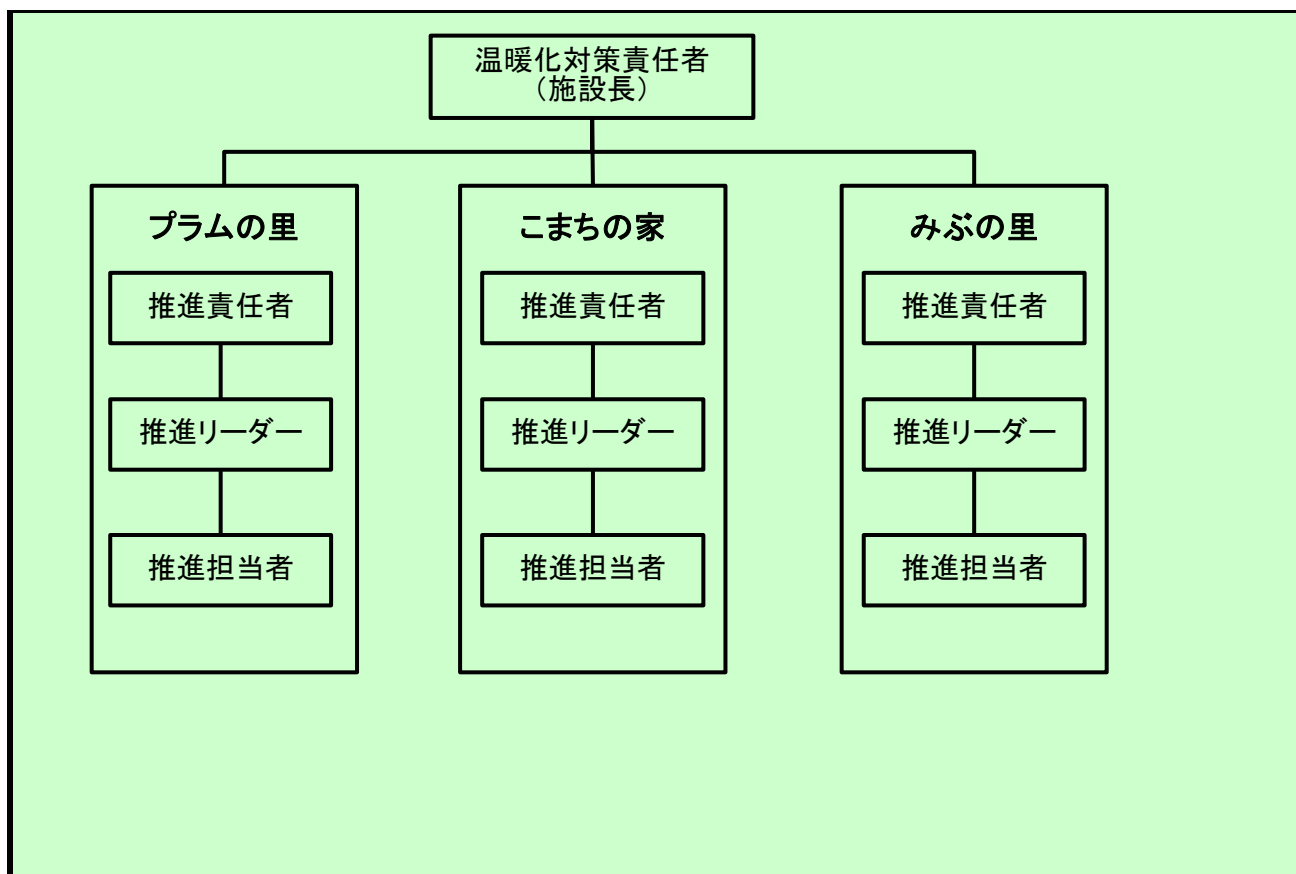 温暖化対策責任者
（施設長）
プラムの里
推進責任者
推進リーダー
推進担当者
こまちの家
推進責任者
推進リーダー
推進担当者
みぶの里
推進責任者
推進リーダー
推進担当者